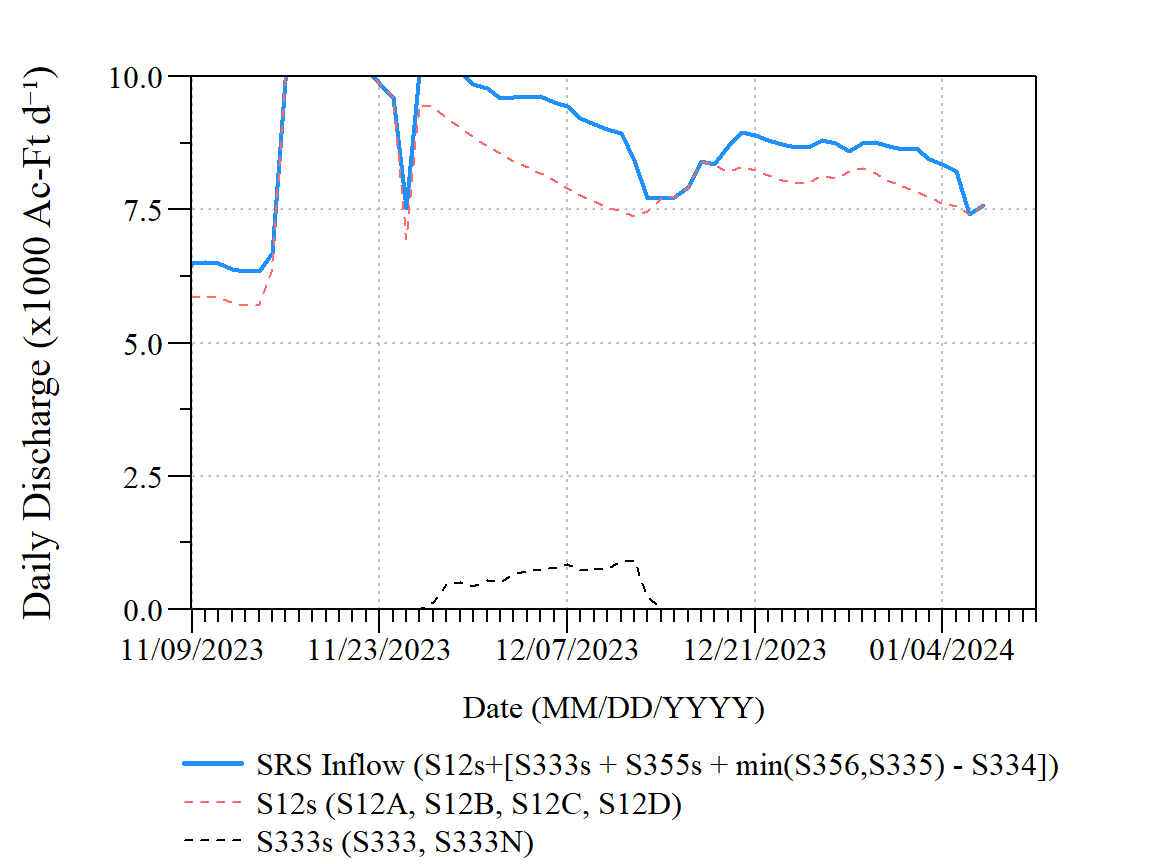 Daily Discharge (x1000 Ac-Ft d⁻¹)
10.0
7.5
5.0
2.5
0.0
11/09/2023 11/23/2023 12/07/2023 12/21/2023 01/04/2024
Date (MM/DD/YYYY)
SRS Inflow (S12s+[S333s + S355s + min(S356,S335) - S334])
S12s (S12A, S12B, S12C, S12D)
S333s (S333, S333N)